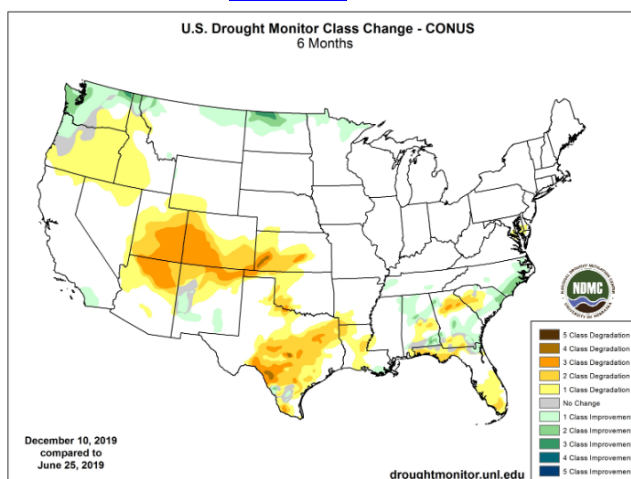 U.S. Drought Monitor Class Change - CONUS
6 Months
NDMC
5 Class Degradation
4 Class Degradation
3 Class Degradation
2 Class Degradation
1 Class Degradation
No Change
1 Class Improvement
2 Class Improvement
3 Class Improvement
4 Class Improvement
5 Class Improvement
December 10, 2019
compared to
June 25, 2019
droughtmonitor.unl.edu